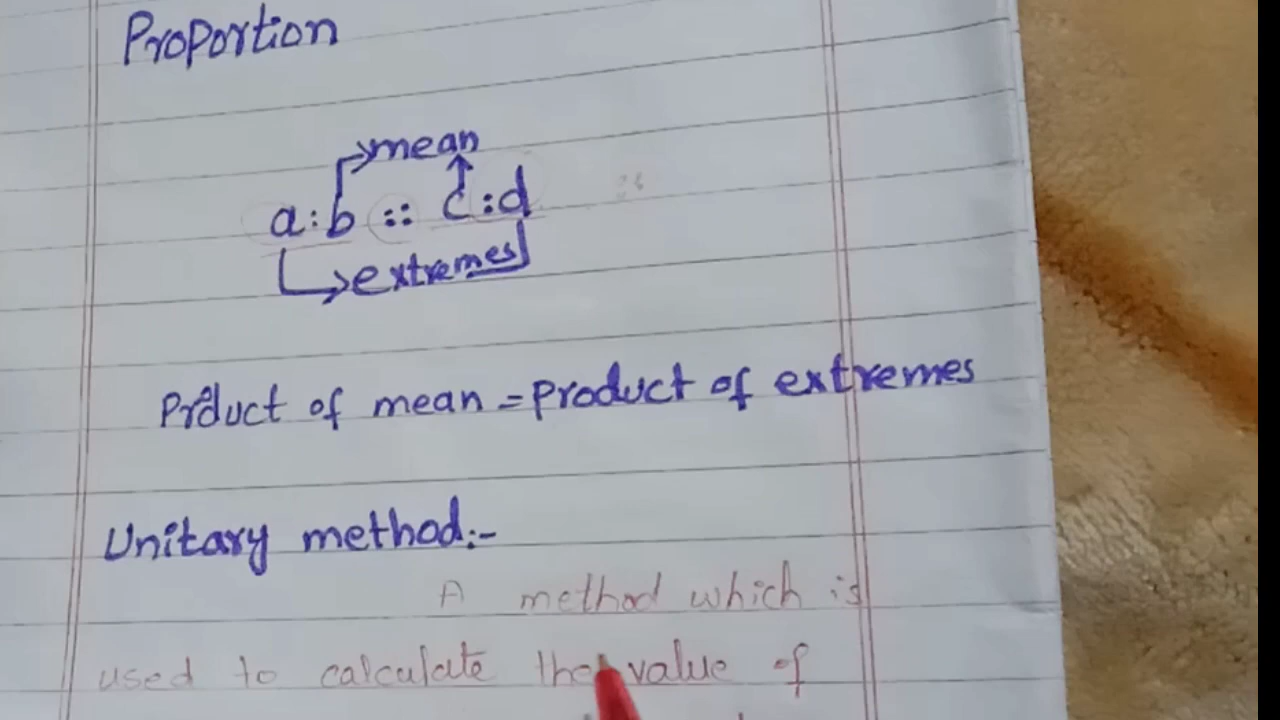 Proportion
mean
a:b :: c:d
extremes
Product of mean = product of extremes
Unitary method:-
A method which is
used to calculate the value of